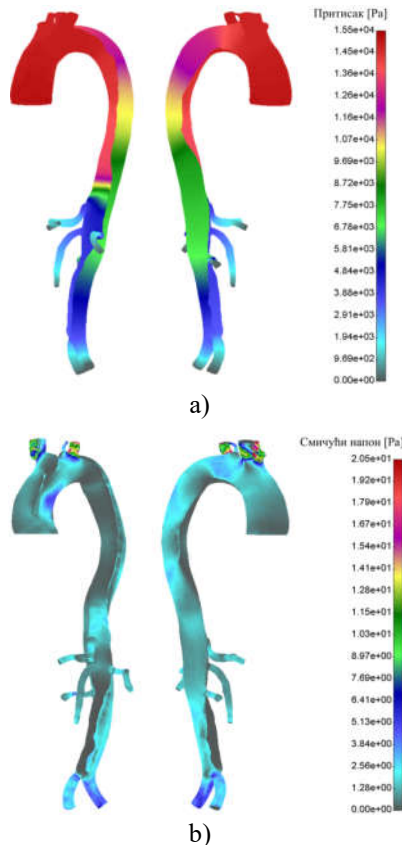 Притисак [Pa]
1.55e+04
1.45e+04
1.36e+04
1.26e+04
1.16e+04
1.07e+04
9.69e+03
8.72e+03
7.75e+03
6.78e+03
5.81e+03
4.84e+03
3.88e+03
2.91e+03
1.94e+03
9.69e+02
0.00e+00
a)
Смичући напон [Pa]
2.05e+01
1.92e+01
1.79e+01
1.67e+01
1.54e+01
1.41e+01
1.28e+01
1.15e+01
1.03e+01
8.97e+00
7.69e+00
6.41e+00
5.13e+00
3.84e+00
2.56e+00
1.28e+00
0.00e+00
b)